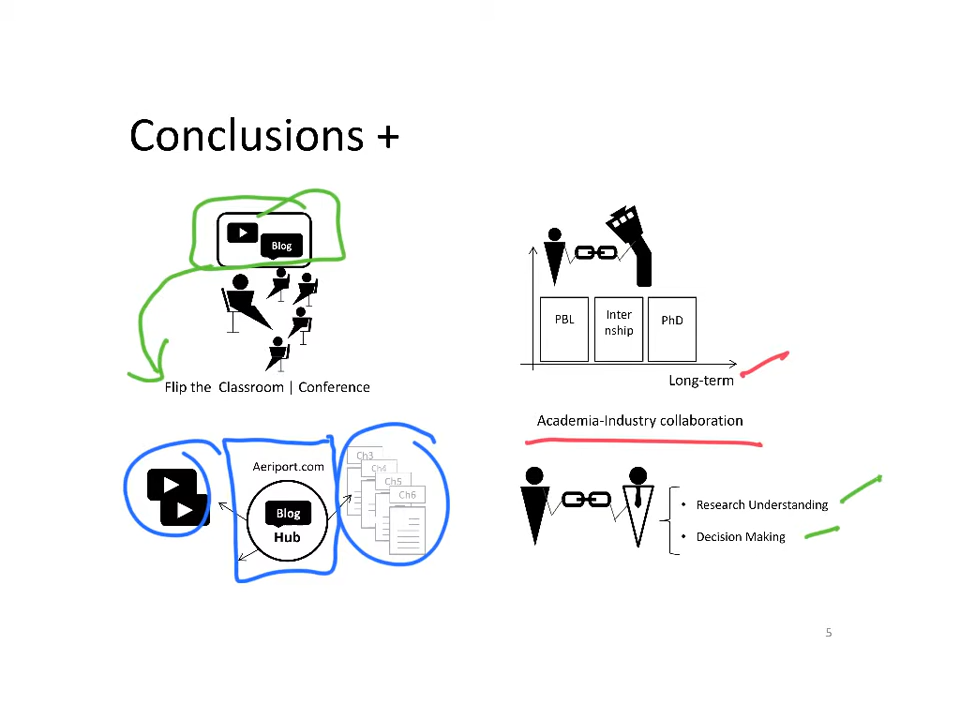 Conclusions +
Blog
Flip the Classroom | Conference
PBL
Inter
nship
PhD
Long-term
Academia-Industry collaboration
Aeriport.com
Blog
Hub
Ch3
Ch4
Ch5
Ch6
• Research Understanding
• Decision Making
5